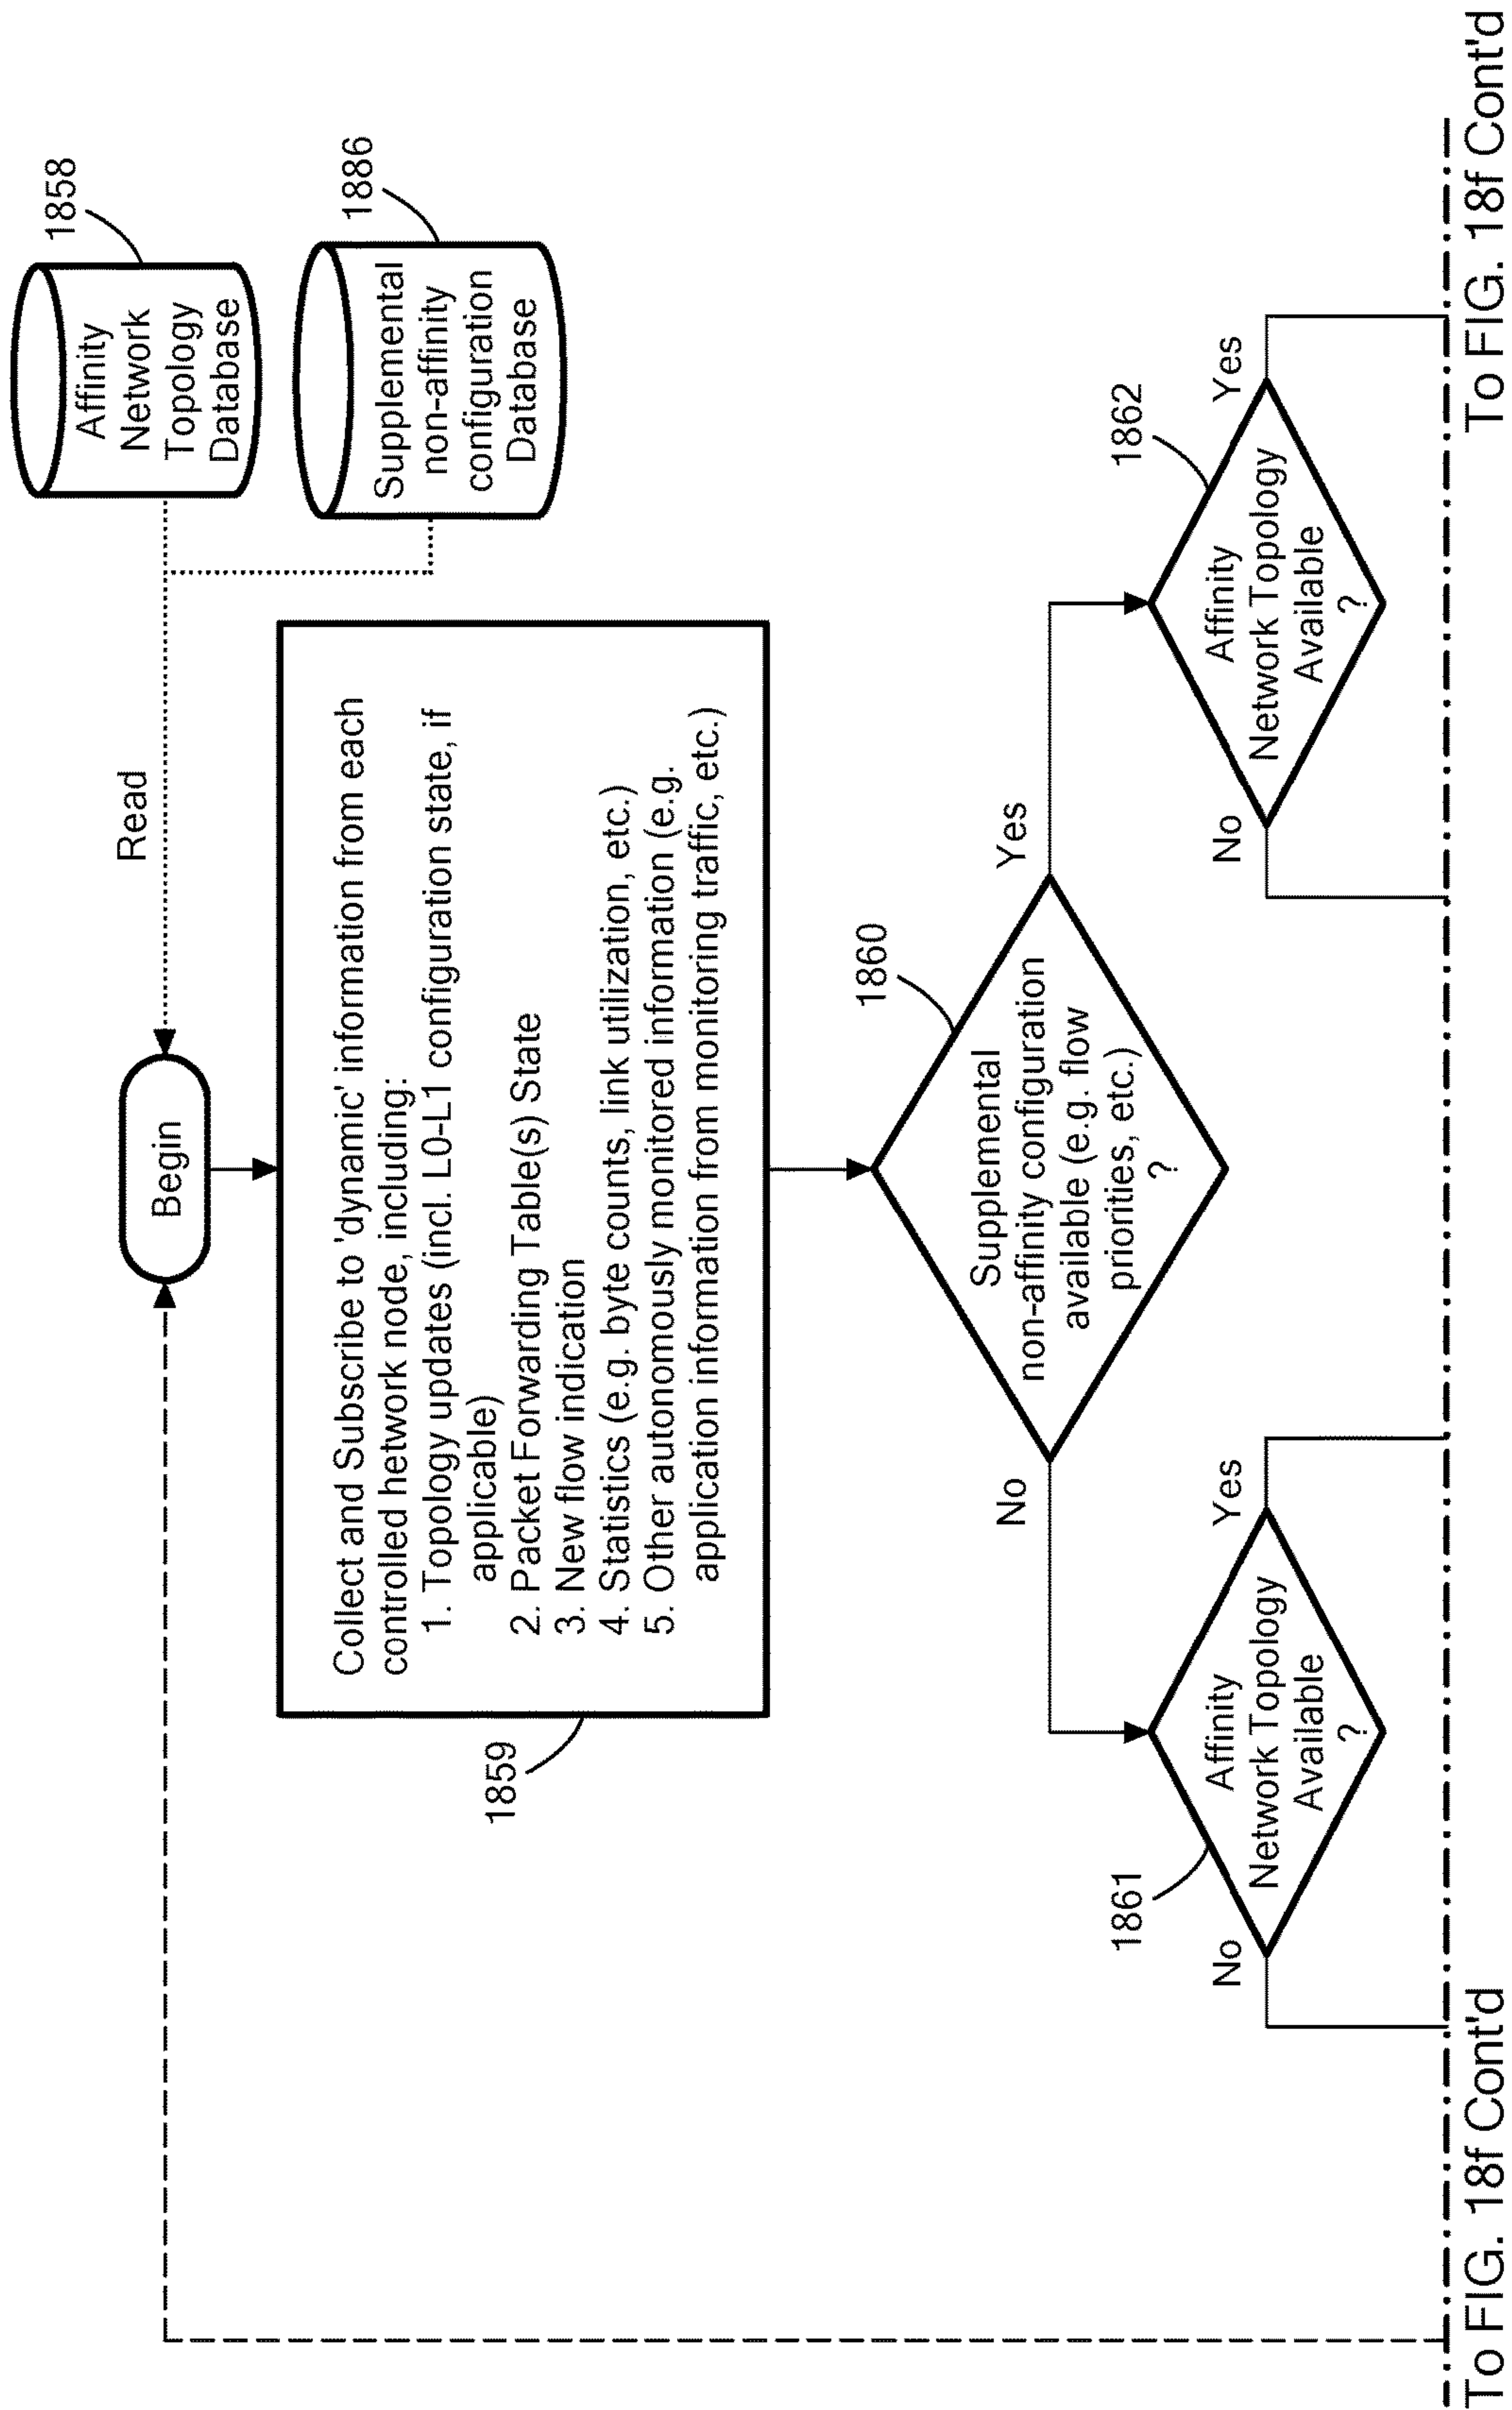 1858
Affinity
Network
Topology
Database
1886
Supplemental
non-affinity
configuration
Database
Read
Begin
Collect and Subscribe to 'dynamic' information from each
controlled hetwork node, including:
1. Topology updates (incl. L0-L1 configuration state, if
applicable)
2. Packet Forwarding Table(s) State
3. New flow indication
4. Statistics (e.g. byte counts, link utilization, etc.)
5. Other autonomously monitored information (e.g.
application information from monitoring traffic, etc.)
1859
1860
Supplemental
non-affinity configuration
available (e.g. flow
priorities, etc.)
?
No
Yes
1861
Affinity
Network Topology
Available
?
No
Yes
1862
Affinity
Network Topology
Available
?
No
Yes
To FIG. 18f Cont'd
To FIG. 18f Cont'd